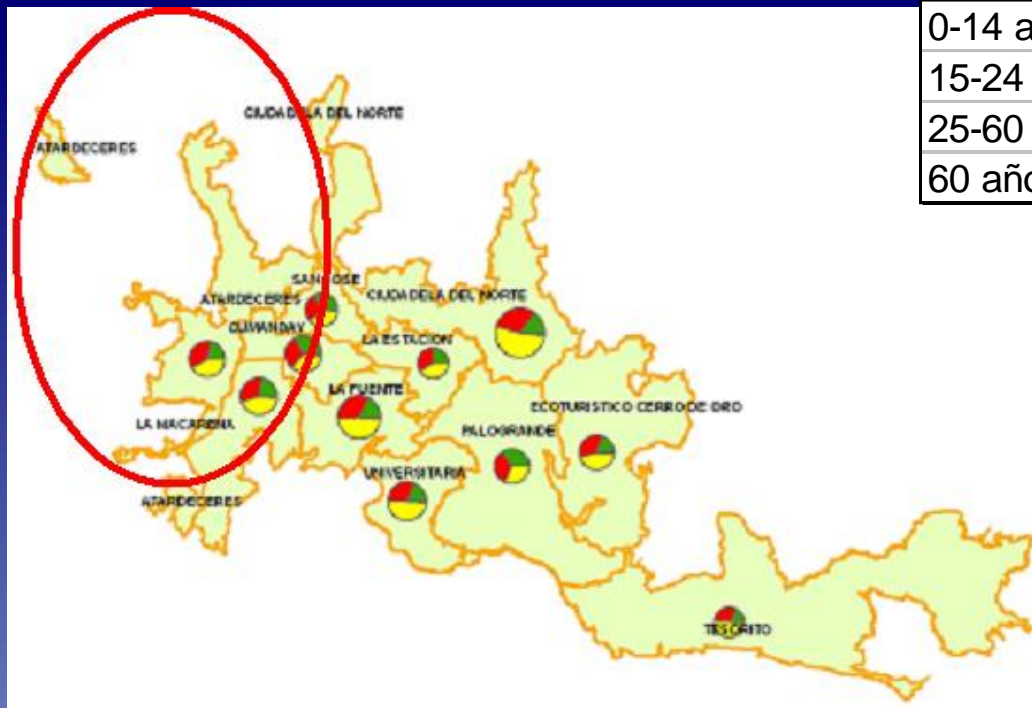 0-14 a
15-24
25-60
60 año
CIUDADELA DEL NORTE
ATARDECERES
SAN JOSE
ATARDECERES
CIUDADELA DEL NORTE
CUMANDAY
LA ESTACION
LA FUENTE
ECOTURISTICO CERRO DE ORO
LA MACARENA
PALOGRANDE
UNIVERSITARIA
ATARDECERES
TESORITO